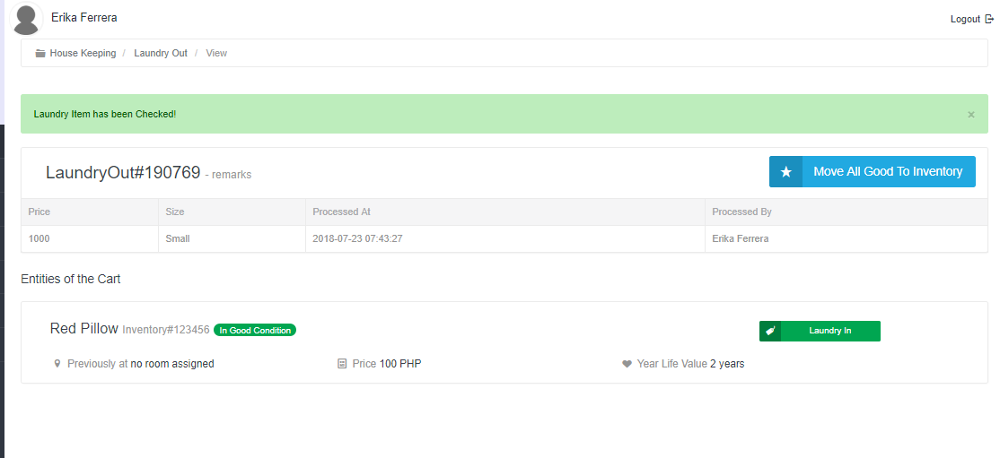 Erika Ferrera
Logout
House Keeping / Laundry Out / View
Laundry Item has been Checked! ×
LaundryOut#190769 - remarks
Move All Good To Inventory
Price Size Processed At Processed By
1000 Small 2018-07-23 07:43:27 Erika Ferrera
Entities of the Cart
Red Pillow Inventory#123456 In Good Condition
Laundry In
Previously at no room assigned Price 100 PHP Year Life Value 2 years